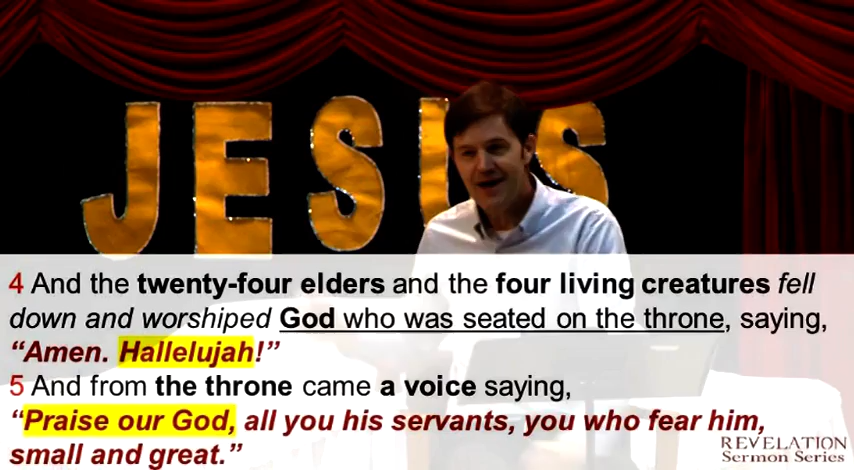 JESUS
4 And the twenty-four elders and the four living creatures fell
down and worshiped God who was seated on the throne, saying,
“Amen. Hallelujah!”
5 And from the throne came a voice saying,
“Praise our God, all you his servants, you who fear him,
small and great.”
REVELATION
Sermon Series